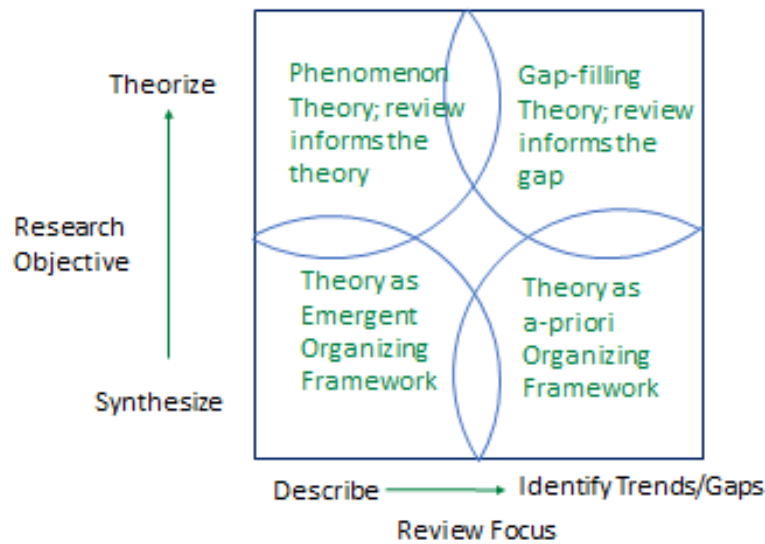 Theorize
Phenomenon
Theory; review
informs the
theory
Gap-filling
Theory; review
informs the
gap
Research
Objective
Theory as
Emergent
Organizing
Framework
Theory as
a-priori
Organizing
Framework
Synthesize
Describe
Identify Trends/Gaps
Review Focus